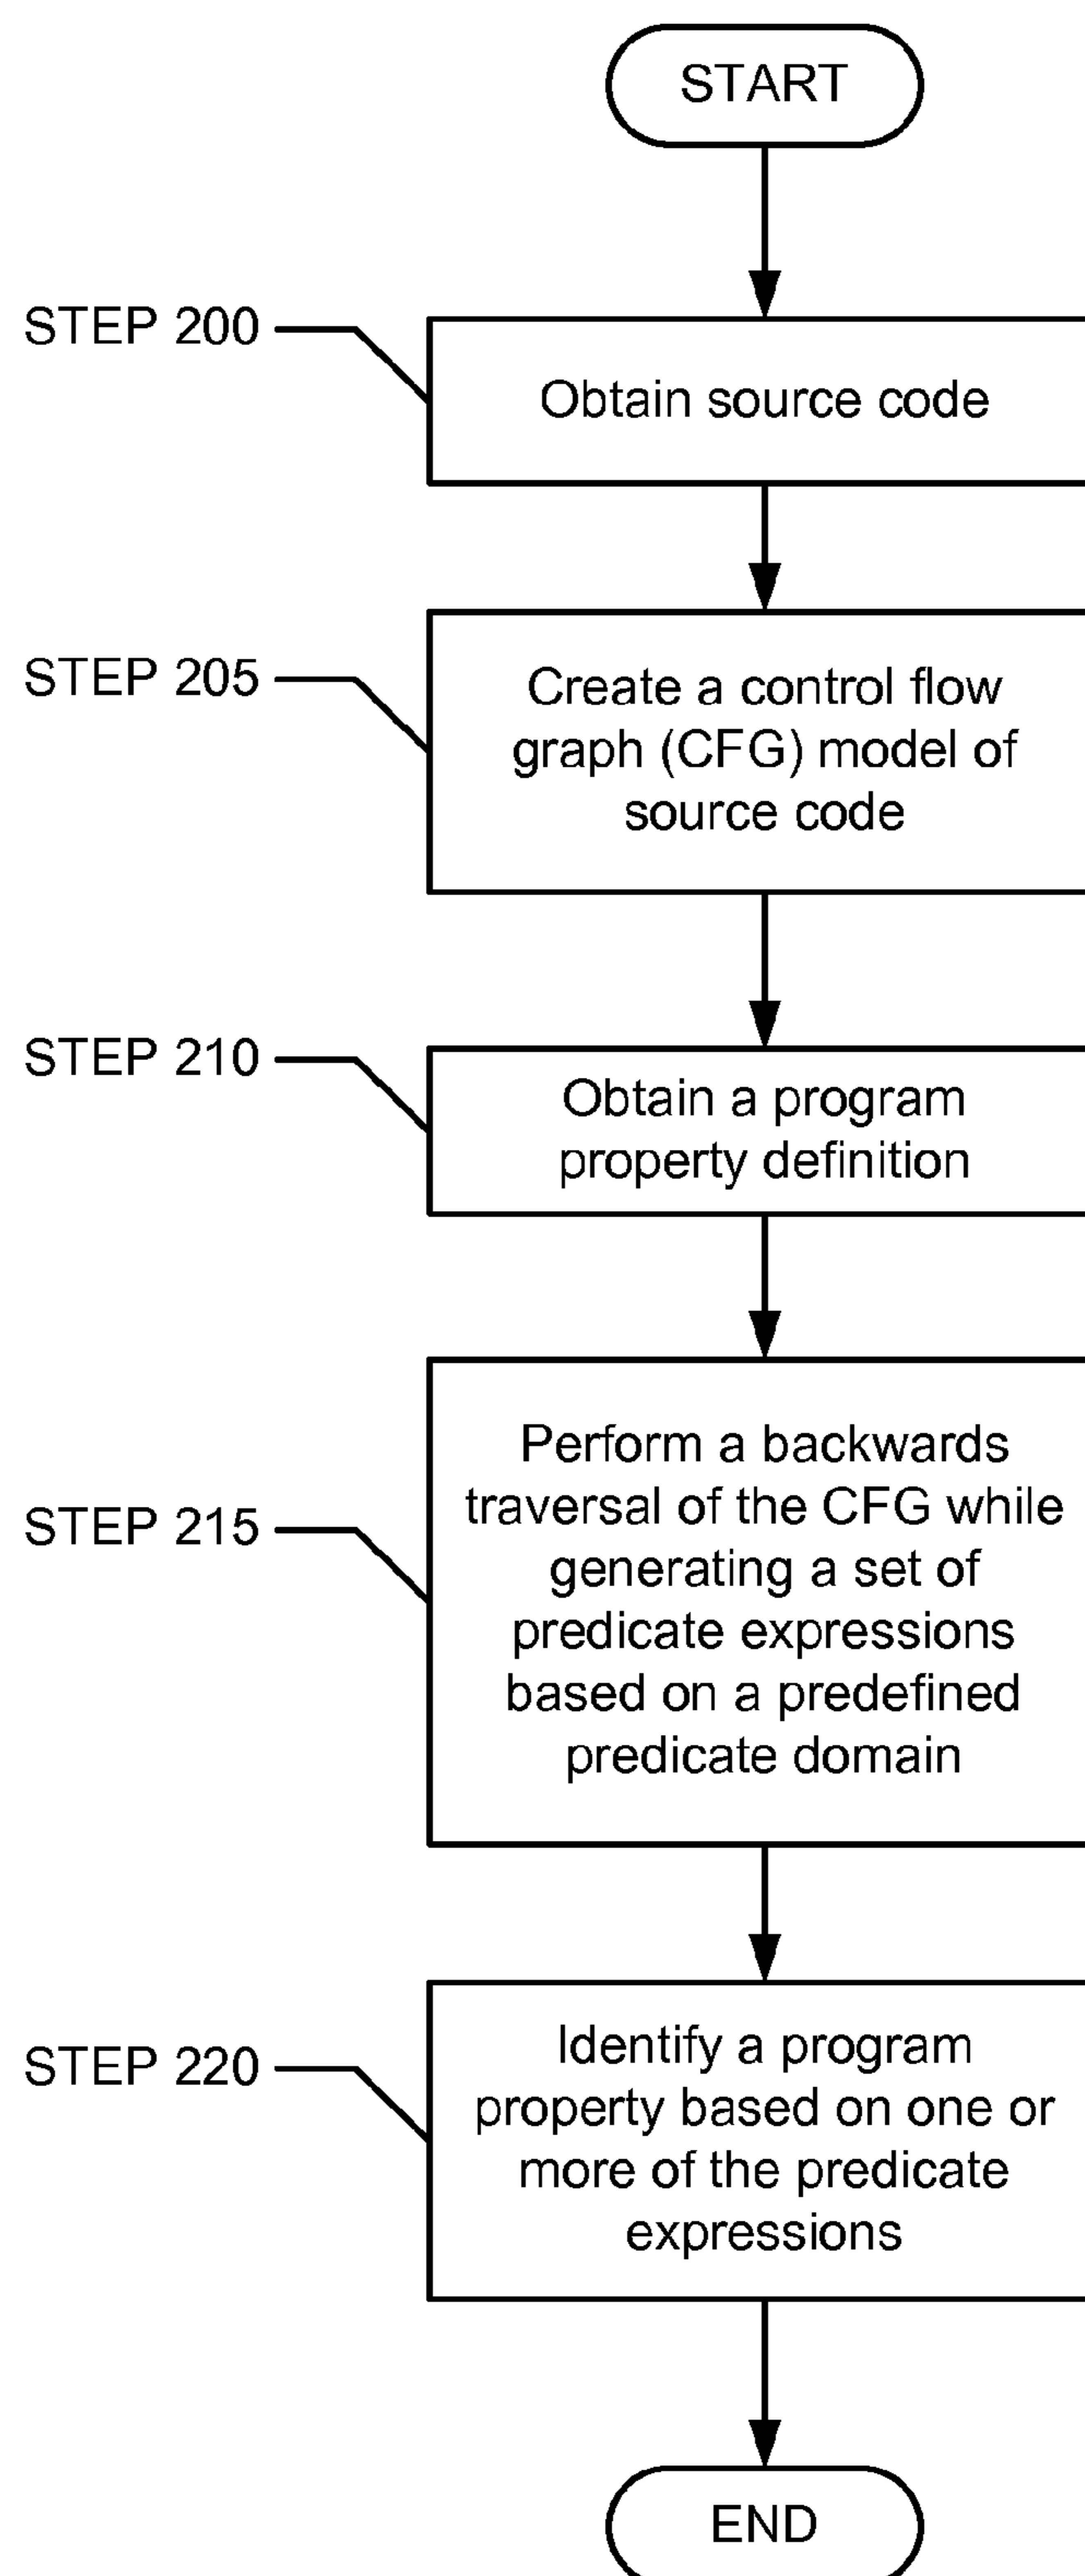 START
STEP 200
Obtain source code
STEP 205
Create a control flow
graph (CFG) model of
source code
STEP 210
Obtain a program
property definition
STEP 215
Perform a backwards
traversal of the CFG while
generating a set of
predicate expressions
based on a predefined
predicate domain
STEP 220
Identify a program
property based on one or
more of the predicate
expressions
END